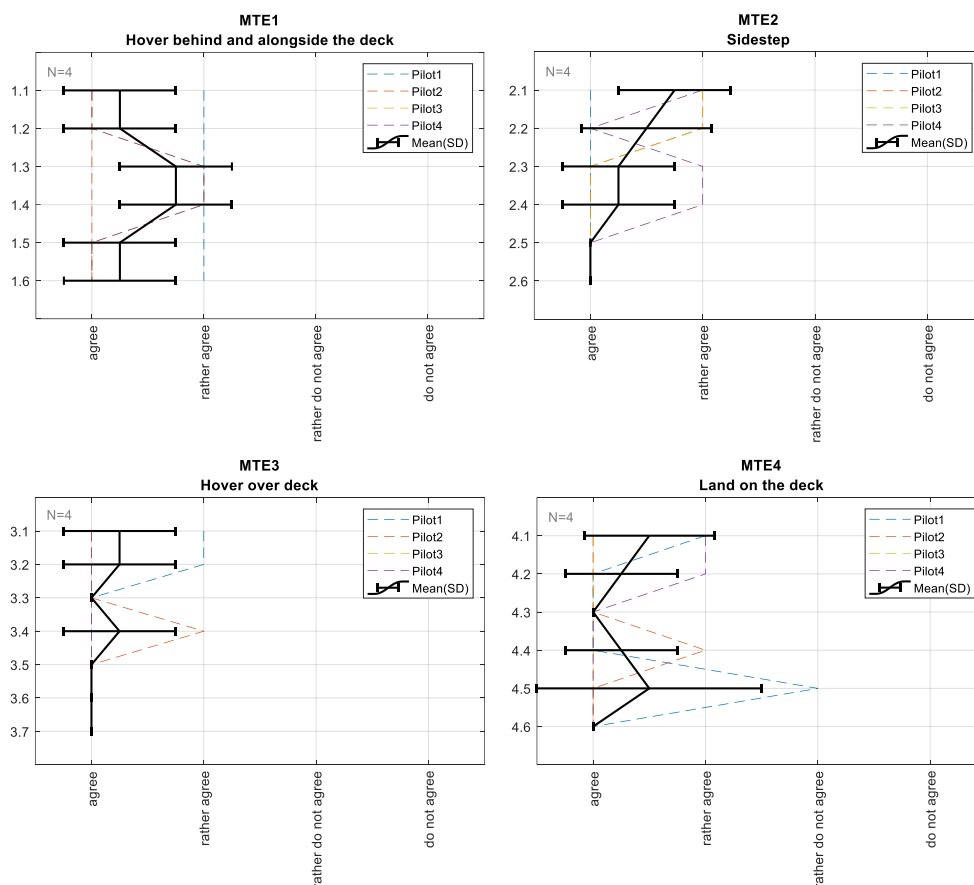 MTE1
Hover behind and alongside the deck
N=4
Pilot1
Pilot2
Pilot3
Pilot4
Mean(SD)
1.1
1.2
1.3
1.4
1.5
1.6
agree
rather agree
rather do not agree
do not agree
MTE2
Sidestep
N=4
Pilot1
Pilot2
Pilot3
Pilot4
Mean(SD)
2.1
2.2
2.3
2.4
2.5
2.6
agree
rather agree
rather do not agree
do not agree
MTE3
Hover over deck
N=4
Pilot1
Pilot2
Pilot3
Pilot4
Mean(SD)
3.1
3.2
3.3
3.4
3.5
3.6
3.7
agree
rather agree
rather do not agree
do not agree
MTE4
Land on the deck
N=4
Pilot1
Pilot2
Pilot3
Pilot4
Mean(SD)
4.1
4.2
4.3
4.4
4.5
4.6
agree
rather agree
rather do not agree
do not agree